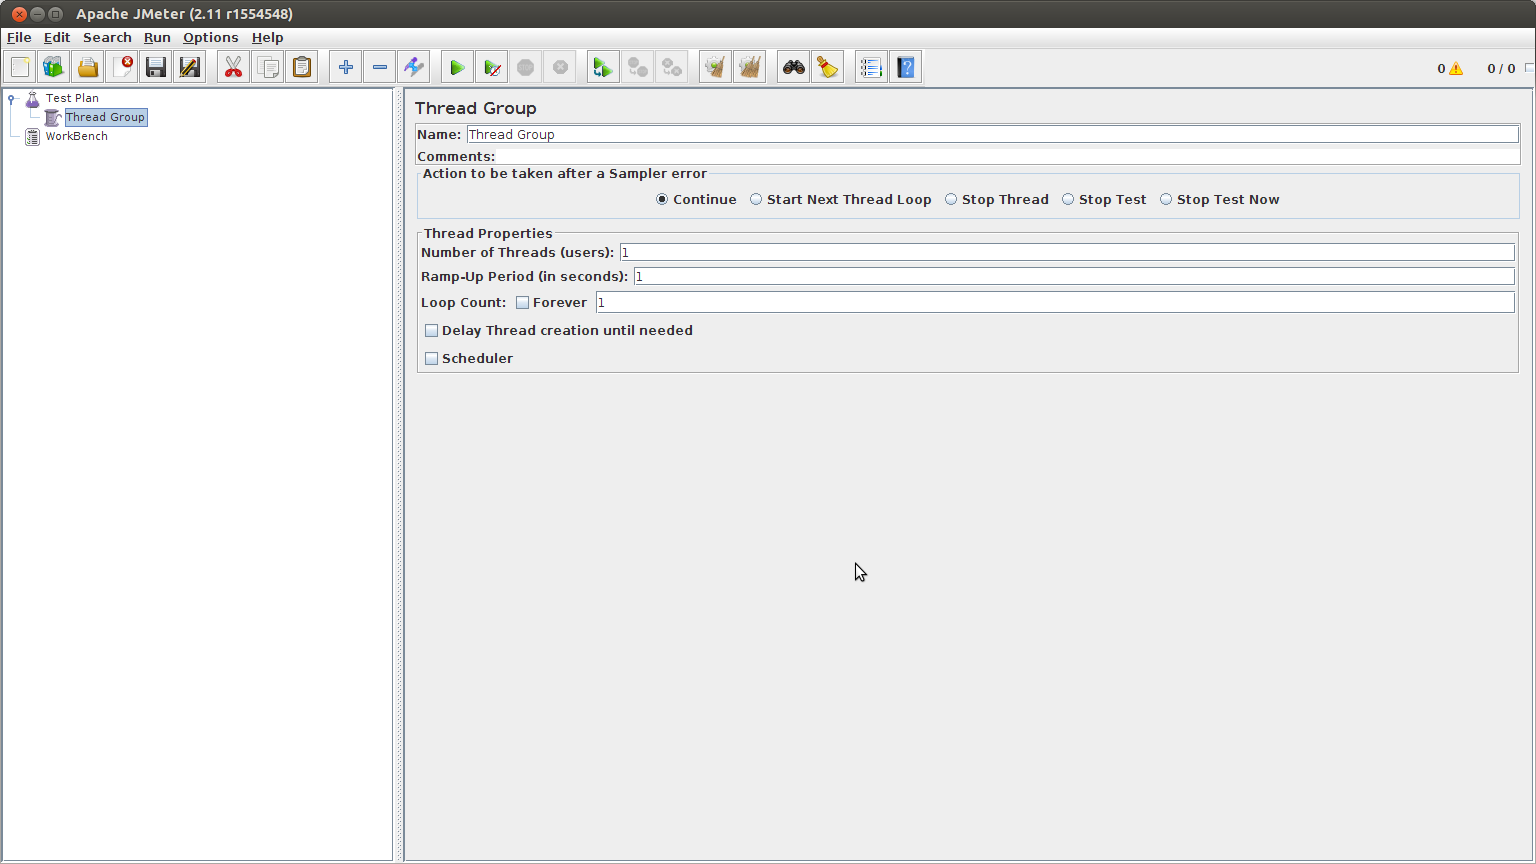 Apache JMeter (2.11 r1554548)
File Edit Search Run Options Help
0 0 / 0
Test Plan
Thread Group
WorkBench
Thread Group
Name: Thread Group
Comments:
Action to be taken after a Sampler error
Continue Start Next Thread Loop Stop Thread Stop Test Stop Test Now
Thread Properties
Number of Threads (users): 1
Ramp-Up Period (in seconds): 1
Loop Count: Forever 1
Delay Thread creation until needed
Scheduler